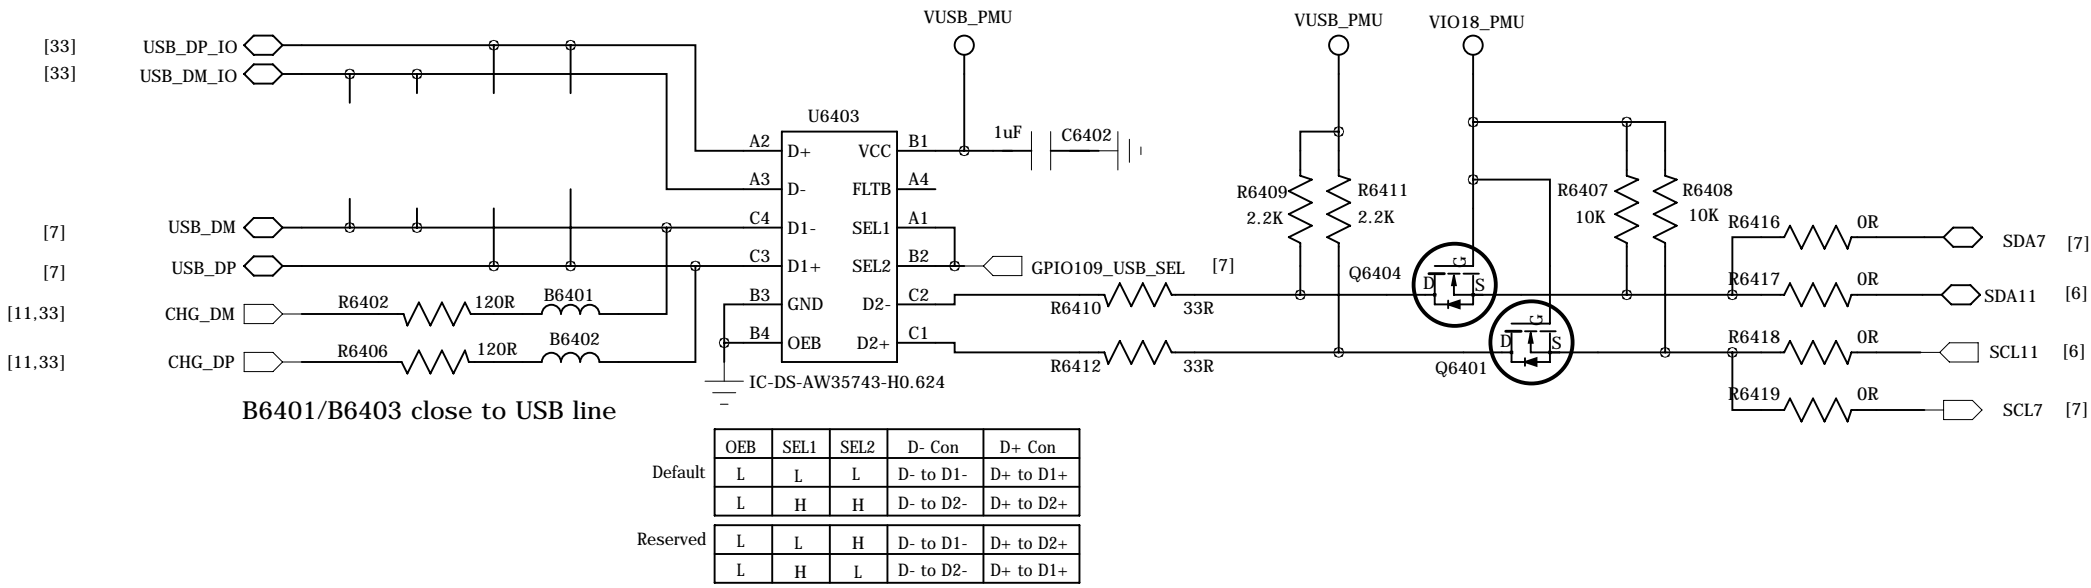 VUSB_PMU
VUSB_PMU
VIO18_PMU
[33] USB_DP_IO
[33] USB_DM_IO
U6403
A2 D+ VCC B1
1uF C6402
A3 D- FLTB A4
C4 D1- SEL1 A1
C3 D1+ SEL2 B2
B3 GND D2- C2
B4 OEB D2+ C1
IC-DS-AW35743-H0.624
[7] USB_DM
[7] USB_DP
[11,33] CHG_DM R6402 120R B6401
[11,33] CHG_DP R6406 120R B6402
B6401/B6403 close to USB line
GPIO109_USB_SEL [7]
R6410 33R
R6412 33R
R6409 2.2K
R6411 2.2K
R6407 10K
R6408 10K
Q6404 D G S
Q6401 D G S
R6416 0R SDA7 [7]
R6417 0R SDA11 [6]
R6418 0R SCL11 [6]
R6419 0R SCL7 [7]
OEB SEL1 SEL2 D- Con D+ Con
Default L L L D- to D1- D+ to D1+
L H H D- to D2- D+ to D2+
Reserved L L H D- to D1- D+ to D2+
L H L D- to D2- D+ to D1+